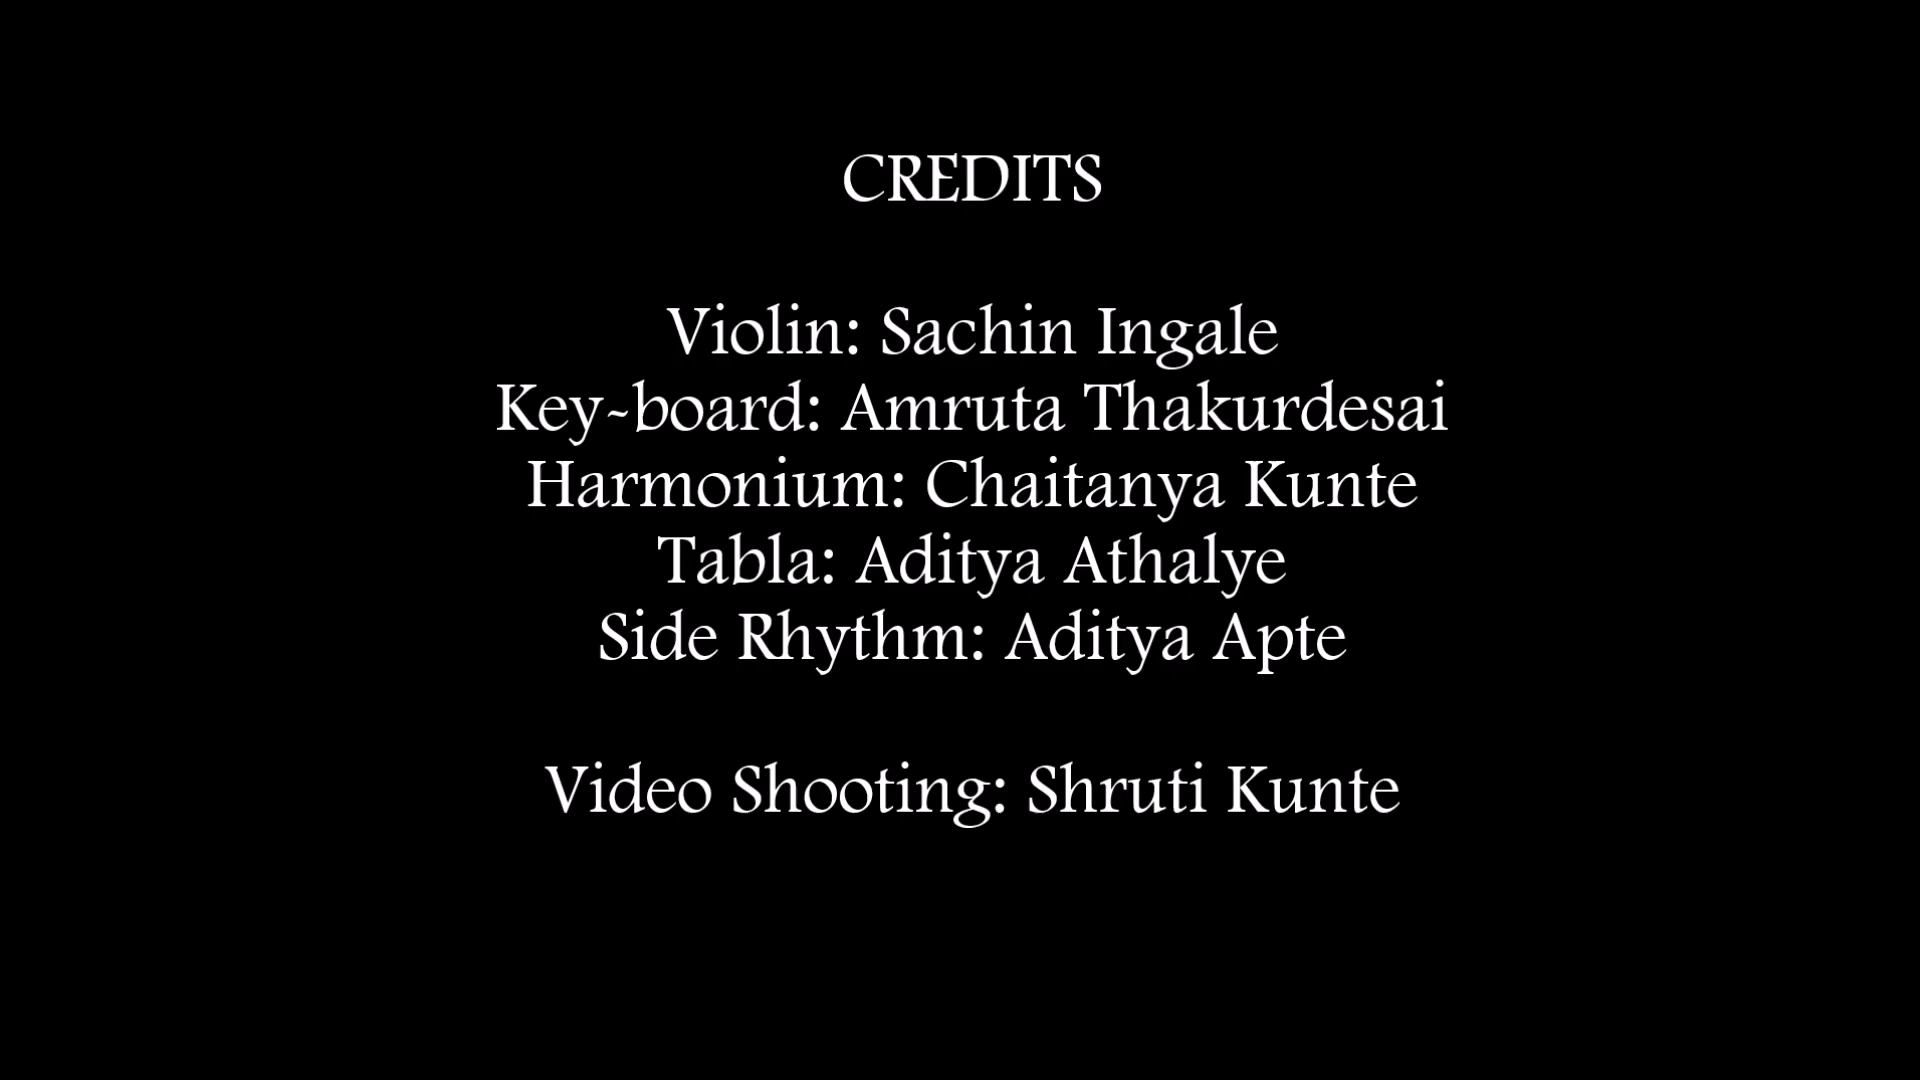 CREDITS
Violin: Sachin Ingale
Key-board: Amruta Thakurdesai
Harmonium: Chaitanya Kunte
Tabla: Aditya Athalye
Side Rhythm: Aditya Apte
Video Shooting: Shruti Kunte